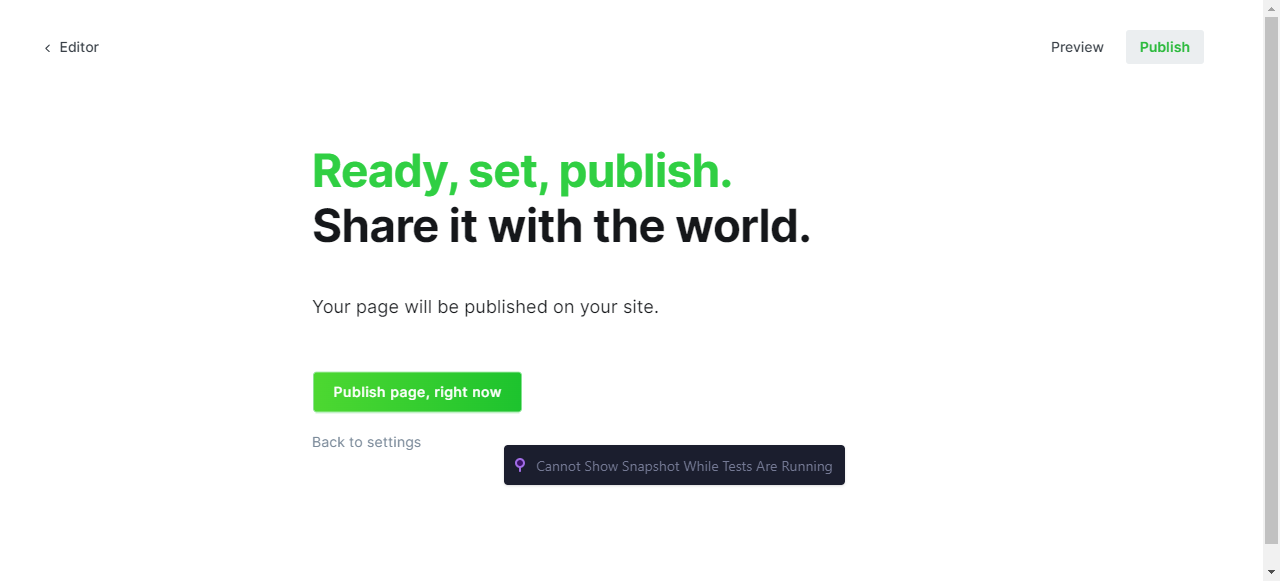 Editor
Preview
Publish
Ready, set, publish.
Share it with the world.
Your page will be published on your site.
Publish page, right now
Back to settings
Cannot Show Snapshot While Tests Are Running